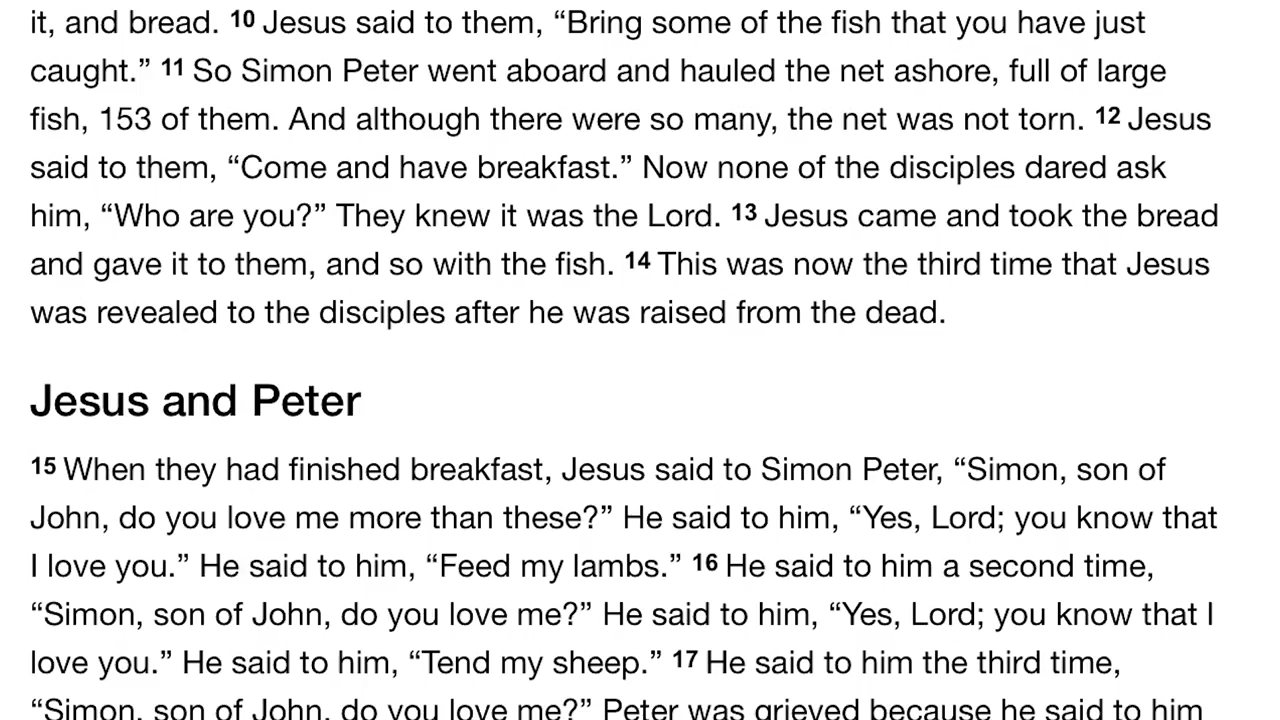 it, and bread. 10 Jesus said to them, “Bring some of the fish that you have just
caught.” 11 So Simon Peter went aboard and hauled the net ashore, full of large
fish, 153 of them. And although there were so many, the net was not torn. 12 Jesus
said to them, “Come and have breakfast.” Now none of the disciples dared ask
him, “Who are you?” They knew it was the Lord. 13 Jesus came and took the bread
and gave it to them, and so with the fish. 14 This was now the third time that Jesus
was revealed to the disciples after he was raised from the dead.
Jesus and Peter
15 When they had finished breakfast, Jesus said to Simon Peter, “Simon, son of
John, do you love me more than these?” He said to him, “Yes, Lord; you know that
I love you.” He said to him, “Feed my lambs.” 16 He said to him a second time,
“Simon, son of John, do you love me?” He said to him, “Yes, Lord; you know that I
love you.” He said to him, “Tend my sheep.” 17 He said to him the third time,
“Simon, son of John, do you love me?” Peter was grieved because he said to him